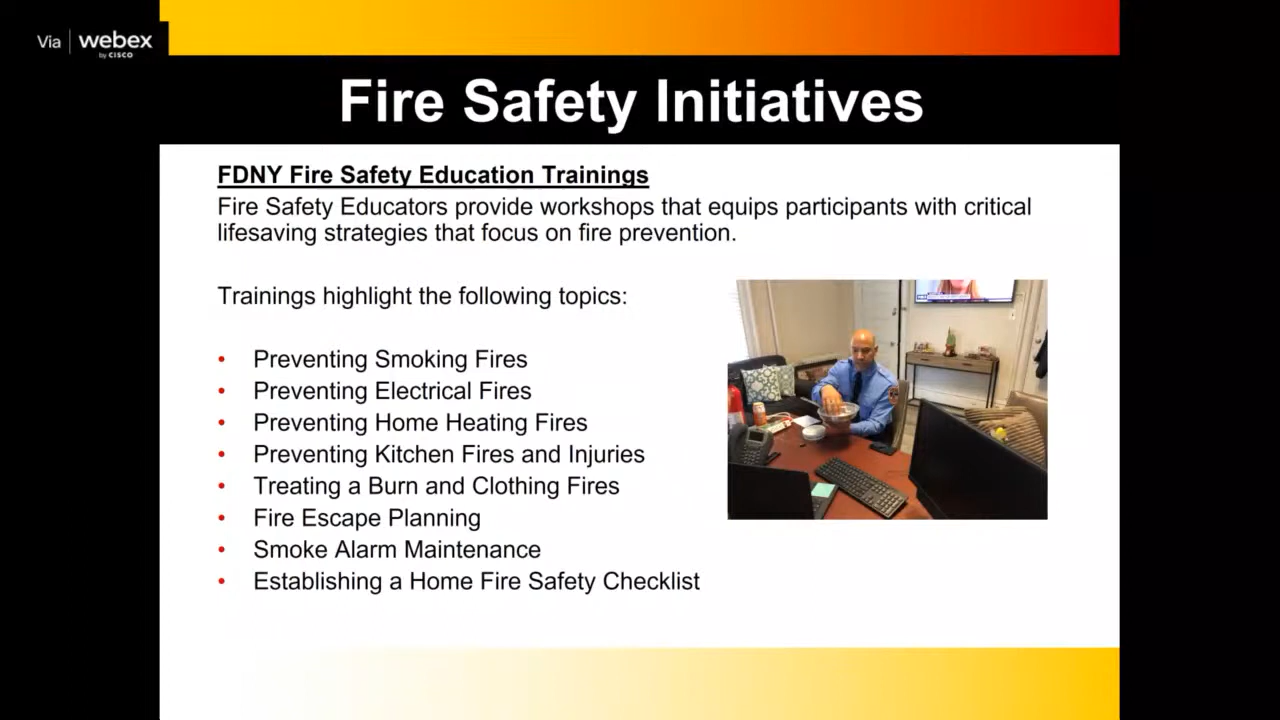 Via webex
by CISCO
Fire Safety Initiatives
FDNY Fire Safety Education Trainings
Fire Safety Educators provide workshops that equips participants with critical
lifesaving strategies that focus on fire prevention.
Trainings highlight the following topics:
• Preventing Smoking Fires
• Preventing Electrical Fires
• Preventing Home Heating Fires
• Preventing Kitchen Fires and Injuries
• Treating a Burn and Clothing Fires
• Fire Escape Planning
• Smoke Alarm Maintenance
• Establishing a Home Fire Safety Checklist